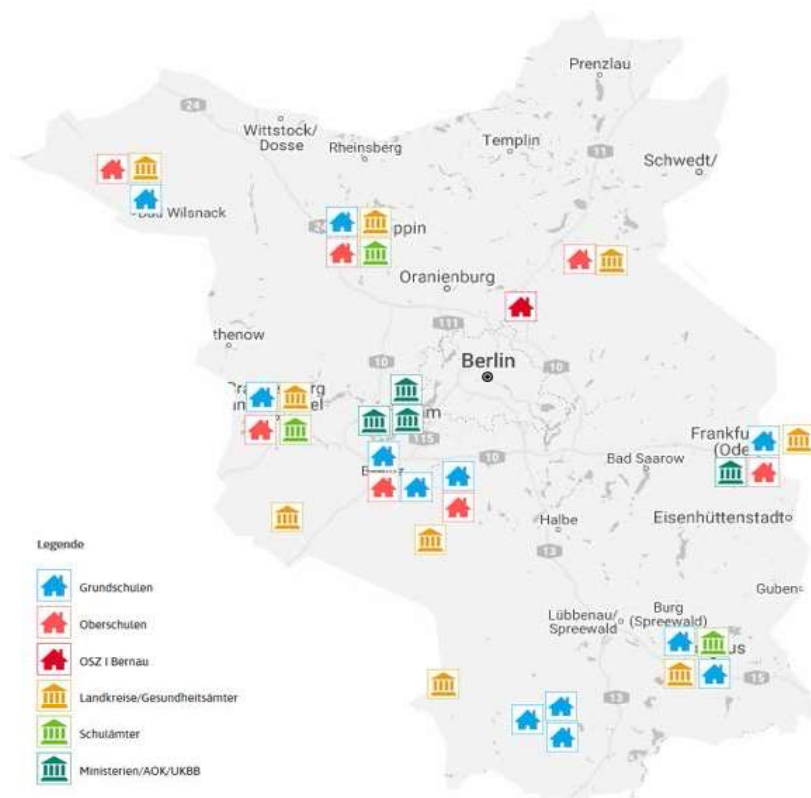 Prenzlau
24
Wittstock/
Dosse
Rheinsberg
Templin
11
Schwedt/
Bad Wilsnack
ppin
Oranienburg
111
thenow
10
Berlin
10
am
115
10
Frankfu
(Ode
Bad Saarow
Eisenhüttenstadt
Halbe
13
Guben
Lübbenau/
Spreewald
Burg
(Spreewald)
us
15
13
Legende
Grundschulen
Oberschulen
OSZ I Bernau
Landkreise/Gesundheitsämter
Schulämter
Ministerien/AOK/UKBB